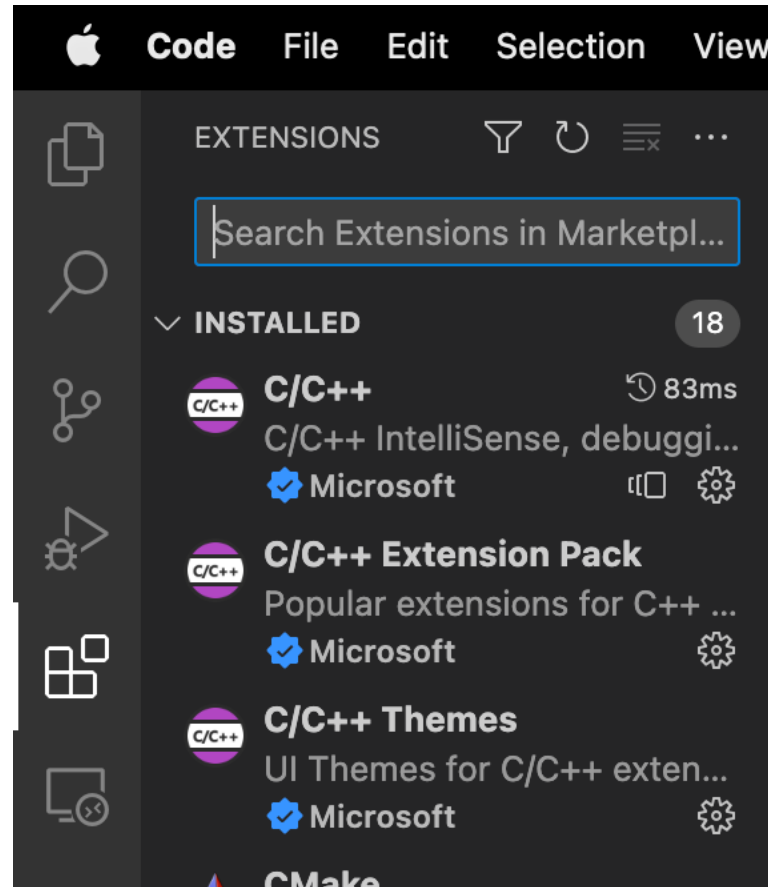 Code File Edit Selection View
EXTENSIONS
Search Extensions in Marketpl...
INSTALLED 18
C/C++ 83ms
C/C++
C/C++ IntelliSense, debuggi...
Microsoft
C/C++ Extension Pack
C/C++
Popular extensions for C++ ...
Microsoft
C/C++ Themes
C/C++
UI Themes for C/C++ exten...
Microsoft
CMake